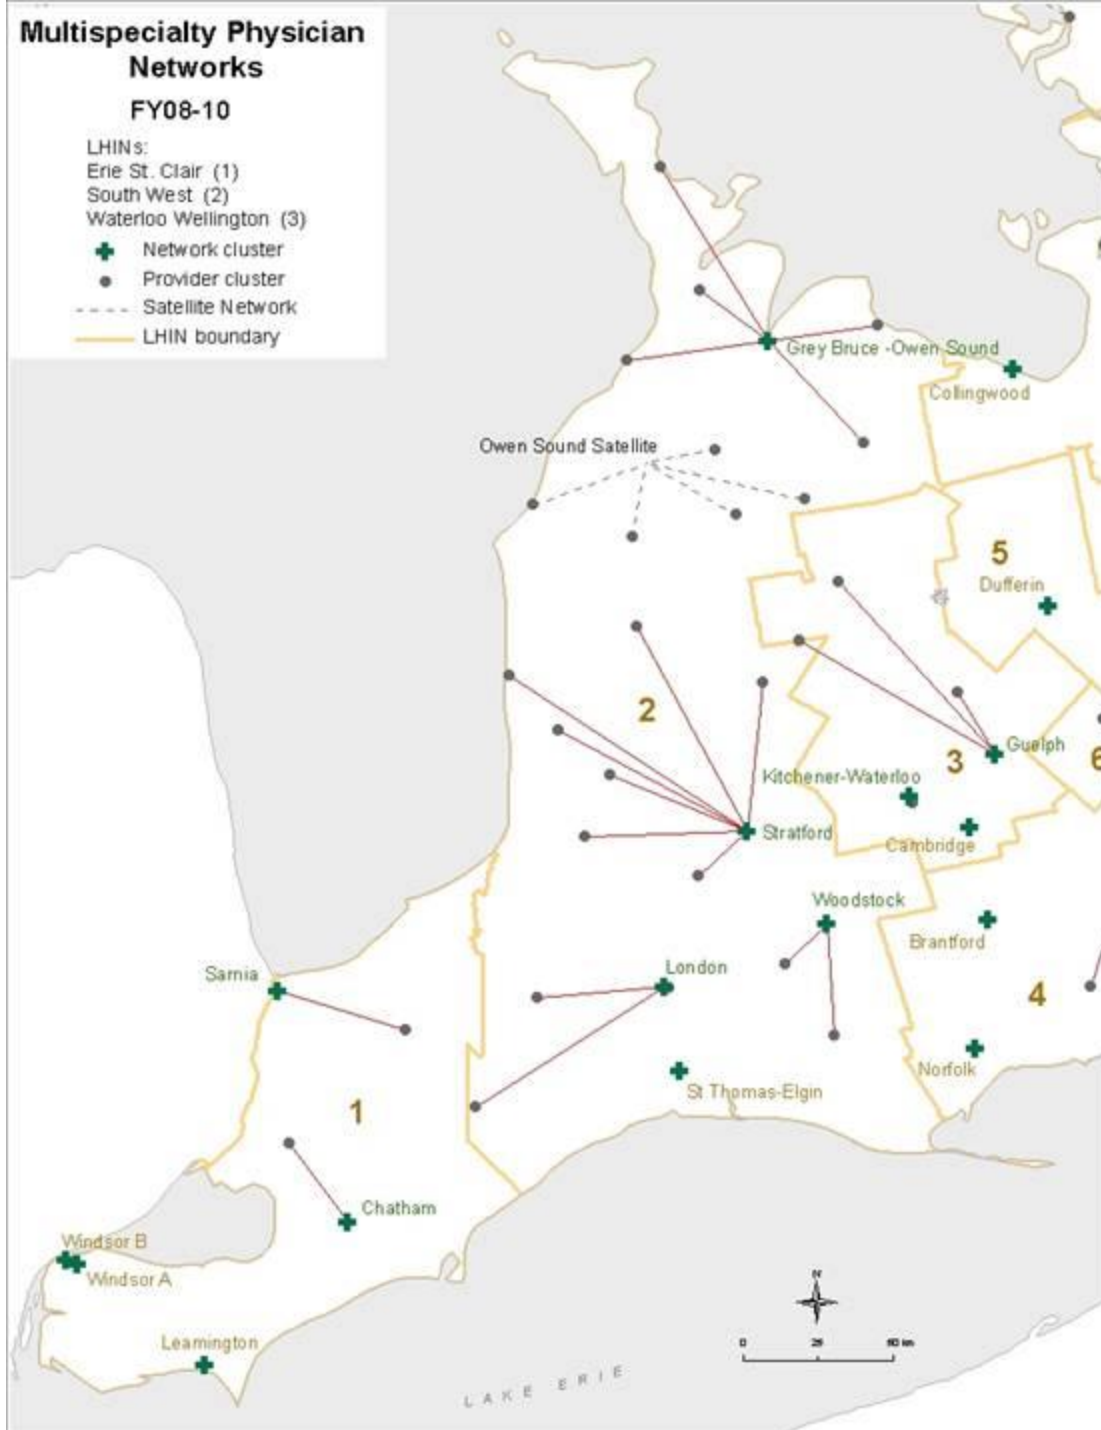 Multispecialty Physician
Networks
FY08-10
LHINs:
Erie St. Clair (1)
South West (2)
Waterloo Wellington (3)
Network cluster
Provider cluster
Satellite Network
LHIN boundary
Grey Bruce -Owen Sound
Collingwood
Owen Sound Satellite
5
Dufferin
2
Guelph
3
6
Kitchener-Waterloo
Stratford
Cambridge
Woodstock
Brantford
London
Sarnia
4
Norfolk
St Thomas-Elgin
1
Chatham
Windsor B
Windsor A
N
Leamington
0 25 50 km
LAKE ERIE